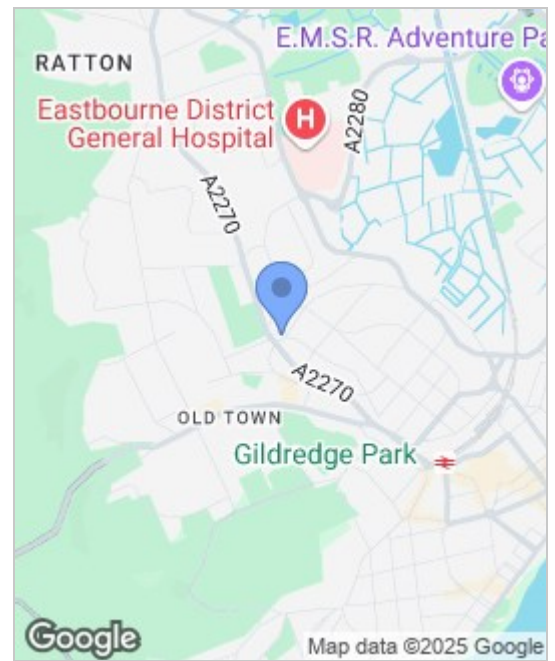 E.M.S.R. Adventure Pa
RATTON
Eastbourne District
General Hospital
H
A2280
A2270
A2270
OLD TOWN
Gildredge Park
Google
Map data ©2025 Google